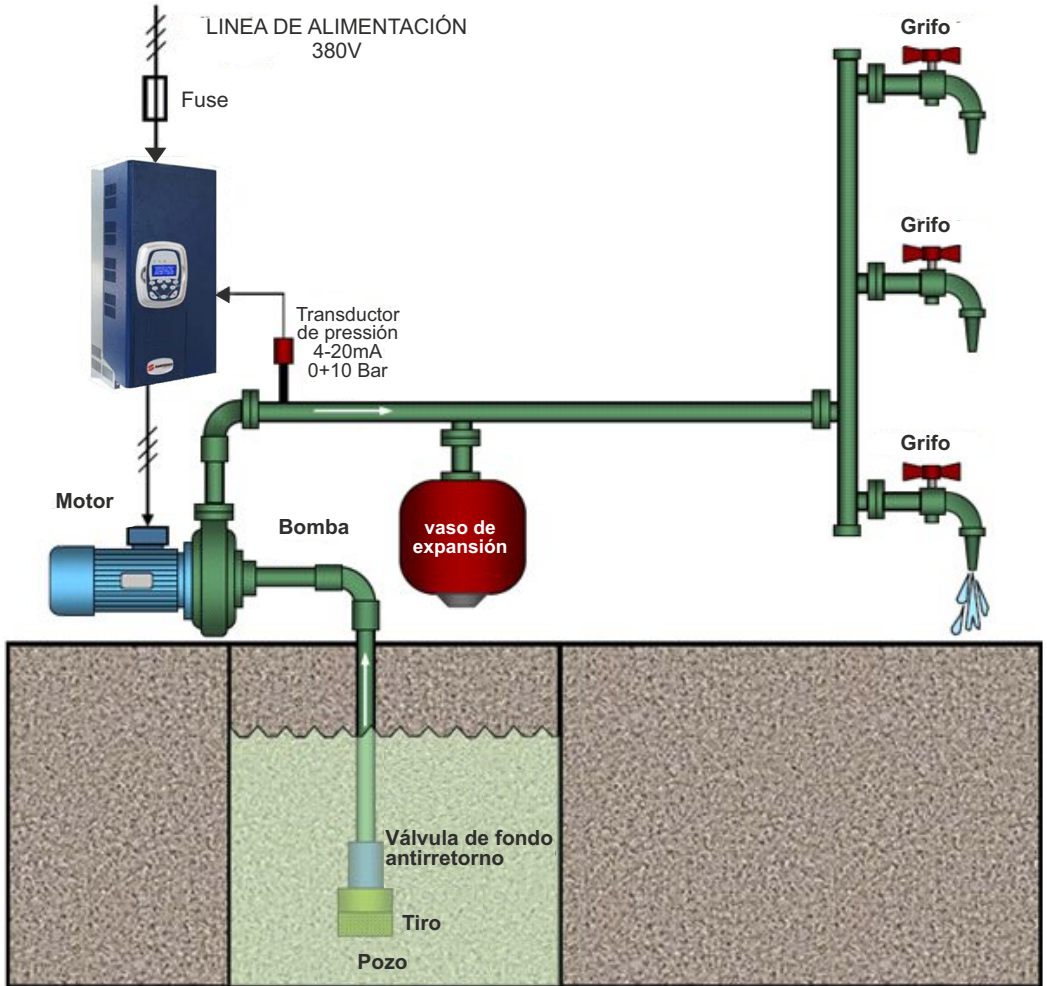 LINEA DE ALIMENTACIÓN
380V
Fuse
Grifo
Grifo
Transductor
de pressión
4-20mA
0+10 Bar
Grifo
Motor
Bomba
vaso de
expansión
Válvula de fondo
antirretorno
Tiro
Pozo